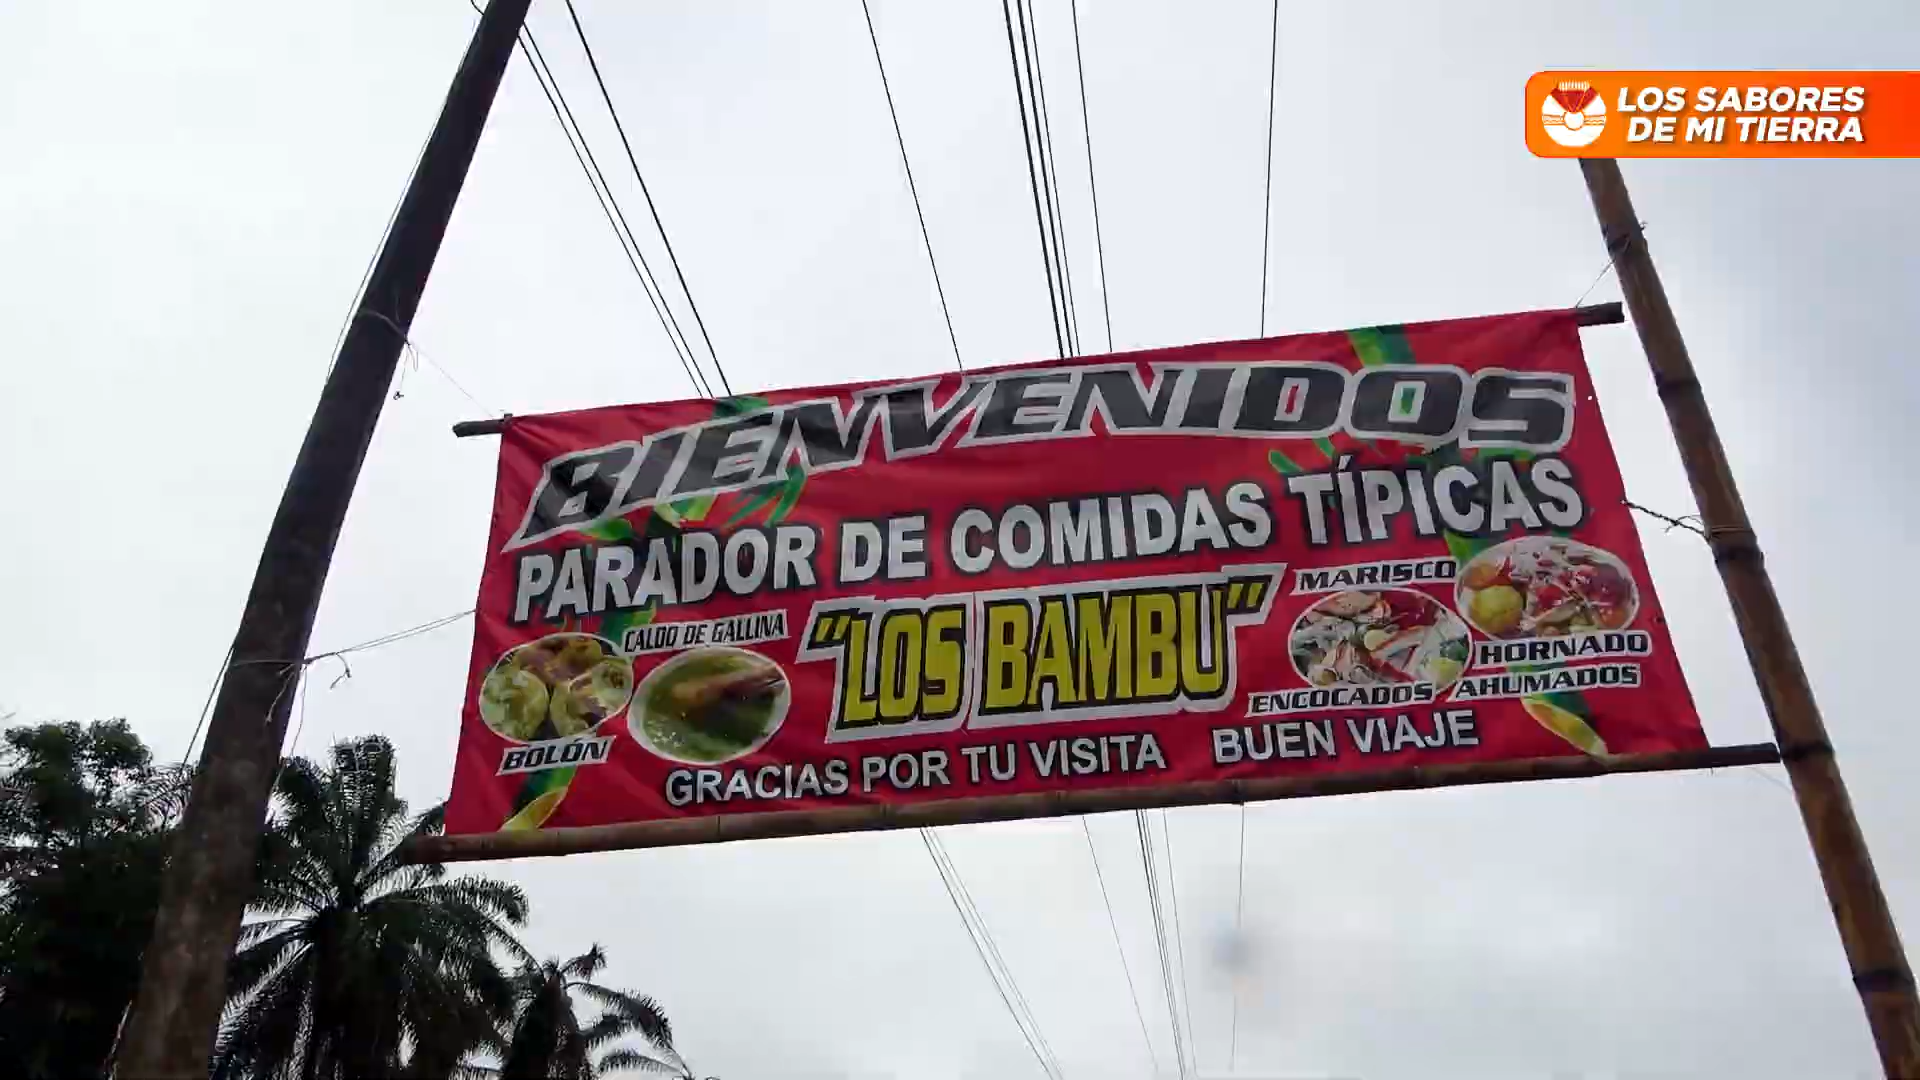 LOS SABORES
DE MI TIERRA
BIENVENIDOS
PARADOR DE COMIDAS TÍPICAS
CALDO DE GALLINA
"LOS BAMBU"
MARISCO
BOLÓN
HORNADO
ENCOCADOS
AHUMADOS
GRACIAS POR TU VISITA BUEN VIAJE